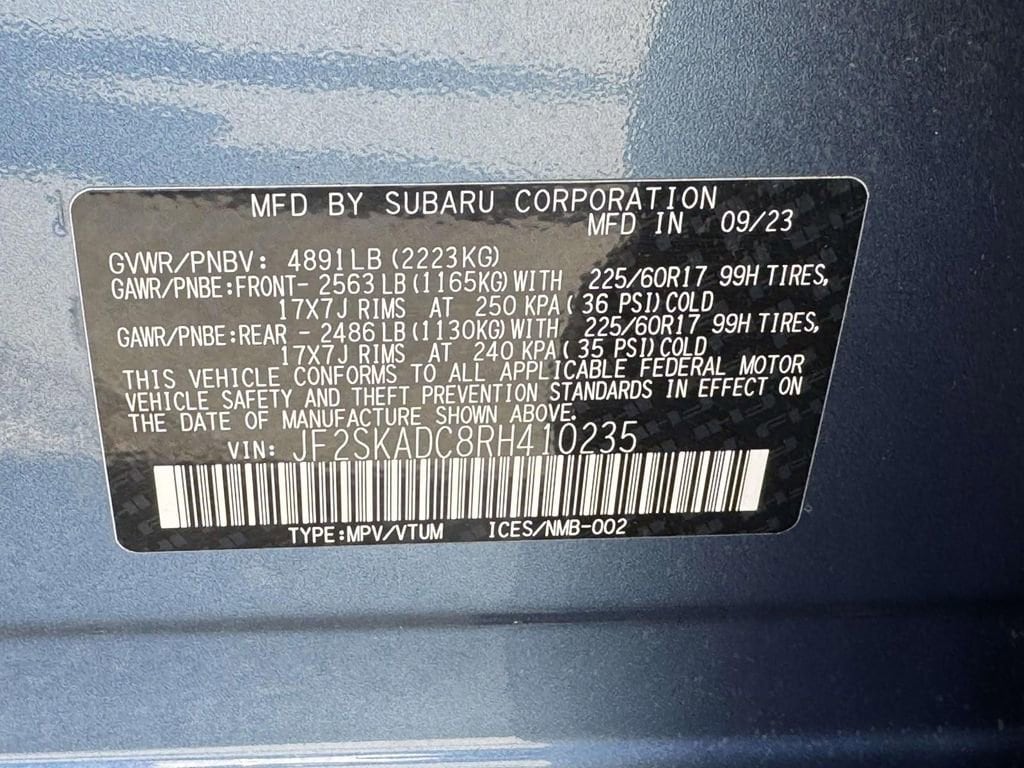 MFD BY SUBARU CORPORATION
MFD IN 09/23
GVWR/PNBV: 4891LB (2223KG)
GAWR/PNBE:FRONT- 2563 LB (1165KG) WITH 225/60R17 99H TIRES,
17X7J RIMS AT 250 KPA( 36 PSI)COLD
GAWR/PNBE:REAR - 2486 LB (1130KG) WITH 225/60R17 99H TIRES,
17X7J RIMS AT 240 KPA( 35 PSI)COLD
THIS VEHICLE CONFORMS TO ALL APPLICABLE FEDERAL MOTOR
VEHICLE SAFETY AND THEFT PREVENTION STANDARDS IN EFFECT ON
THE DATE OF MANUFACTURE SHOWN ABOVE.
VIN: JF2SKADC8RH410235
TYPE:MPV/VTUM ICES/NMB-002